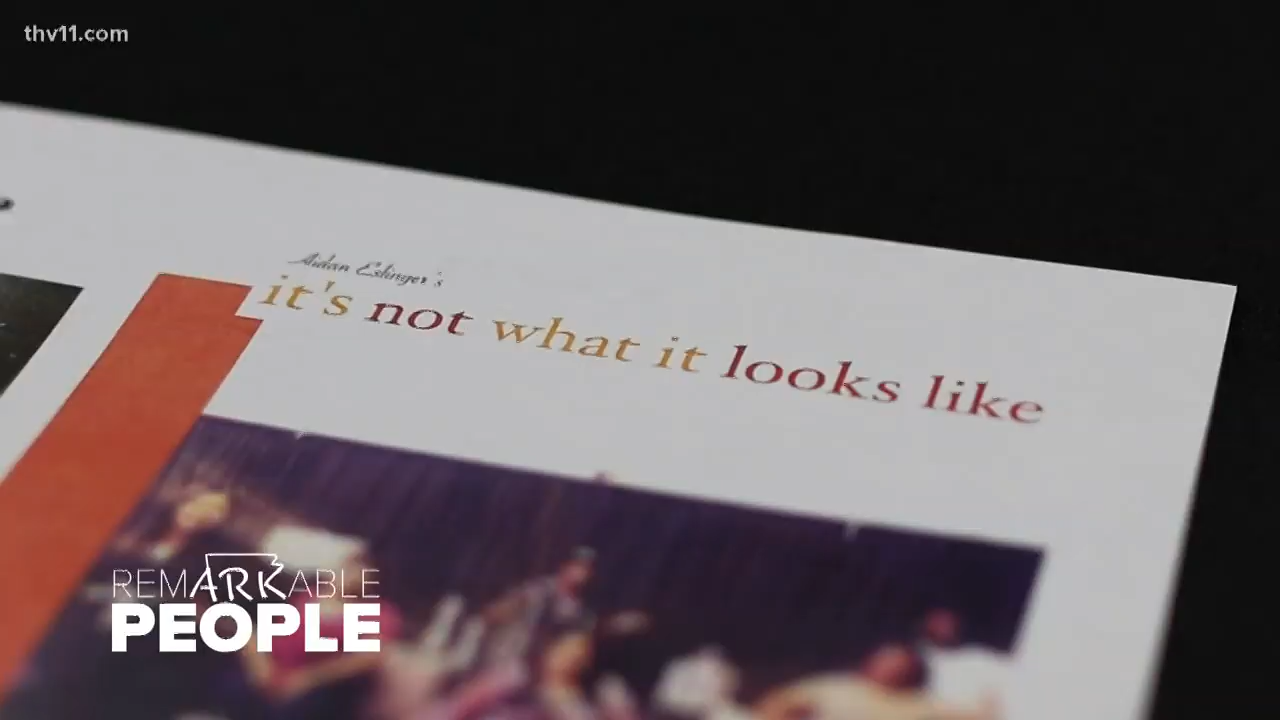 thv11.com
Aidan Eslinger's
it's not what it looks like
REMARKABLE
PEOPLE